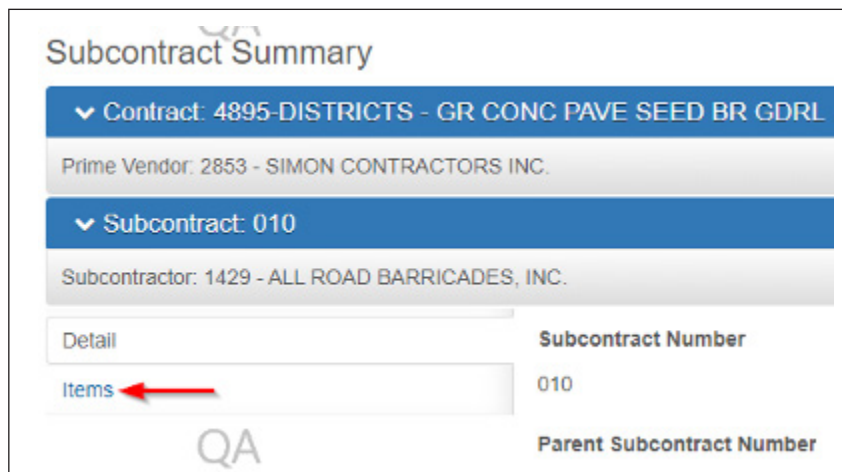 QA
Subcontract Summary
Contract: 4895-DISTRICTS - GR CONC PAVE SEED BR GDRL
Prime Vendor: 2853 - SIMON CONTRACTORS INC.
Subcontract: 010
Subcontractor: 1429 - ALL ROAD BARRICADES, INC.
Detail
Subcontract Number
Items
010
QA
Parent Subcontract Number